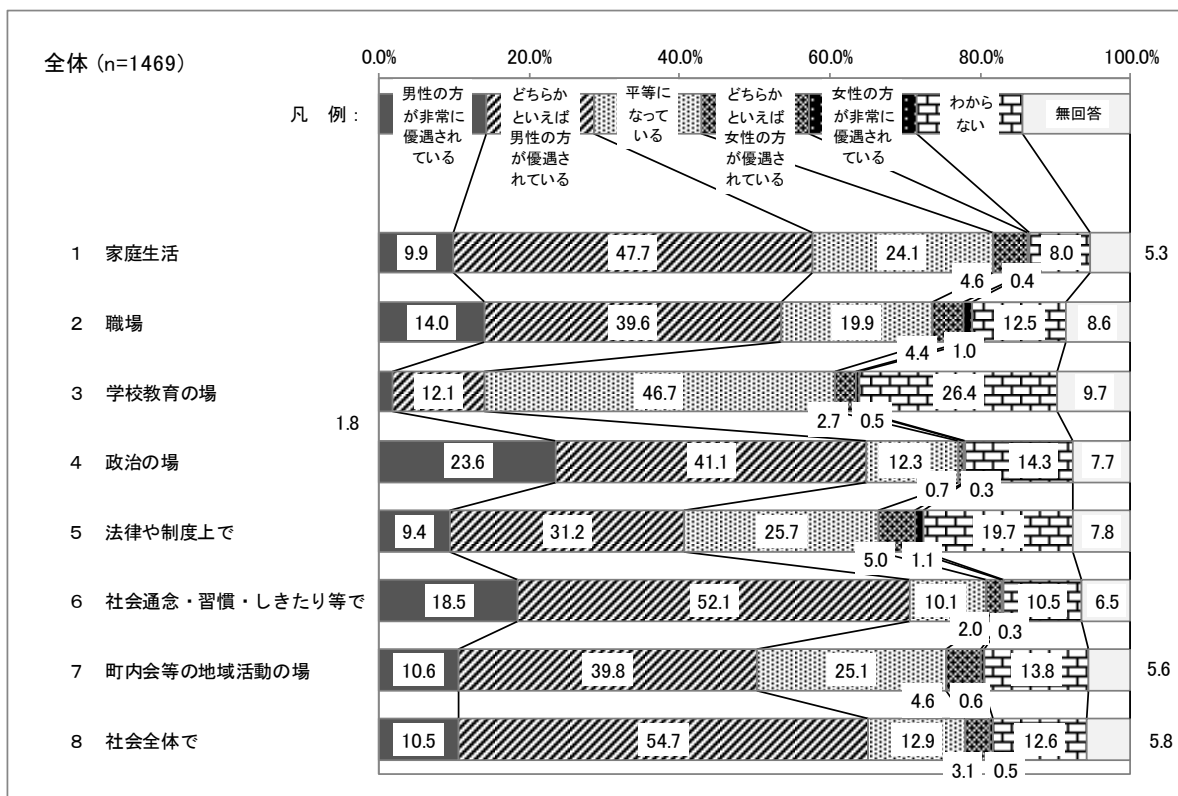 全体 (n=1469)
0.0% 20.0% 40.0% 60.0% 80.0% 100.0%
凡 例 :
男性の方
が非常に
優遇され
ている
どちらか
といえば
男性の方
が優遇さ
れている
平等に
なって
いる
どちらか
といえば
女性の方
が優遇さ
れている
女性の方
が非常に
優遇され
ている
わから
ない
無回答
1 家庭生活 9.9 47.7 24.1 8.0 5.3
4.6 0.4
2 職場 14.0 39.6 19.9 12.5 8.6
4.4 1.0
3 学校教育の場 12.1 46.7 26.4 9.7
1.8 2.7 0.5
4 政治の場 23.6 41.1 12.3 14.3 7.7
0.7 0.3
5 法律や制度上で 9.4 31.2 25.7 19.7 7.8
5.0 1.1
6 社会通念・習慣・しきたり等で 18.5 52.1 10.1 10.5 6.5
2.0 0.3
7 町内会等の地域活動の場 10.6 39.8 25.1 13.8 5.6
4.6 0.6
8 社会全体で 10.5 54.7 12.9 12.6 5.8
3.1 0.5